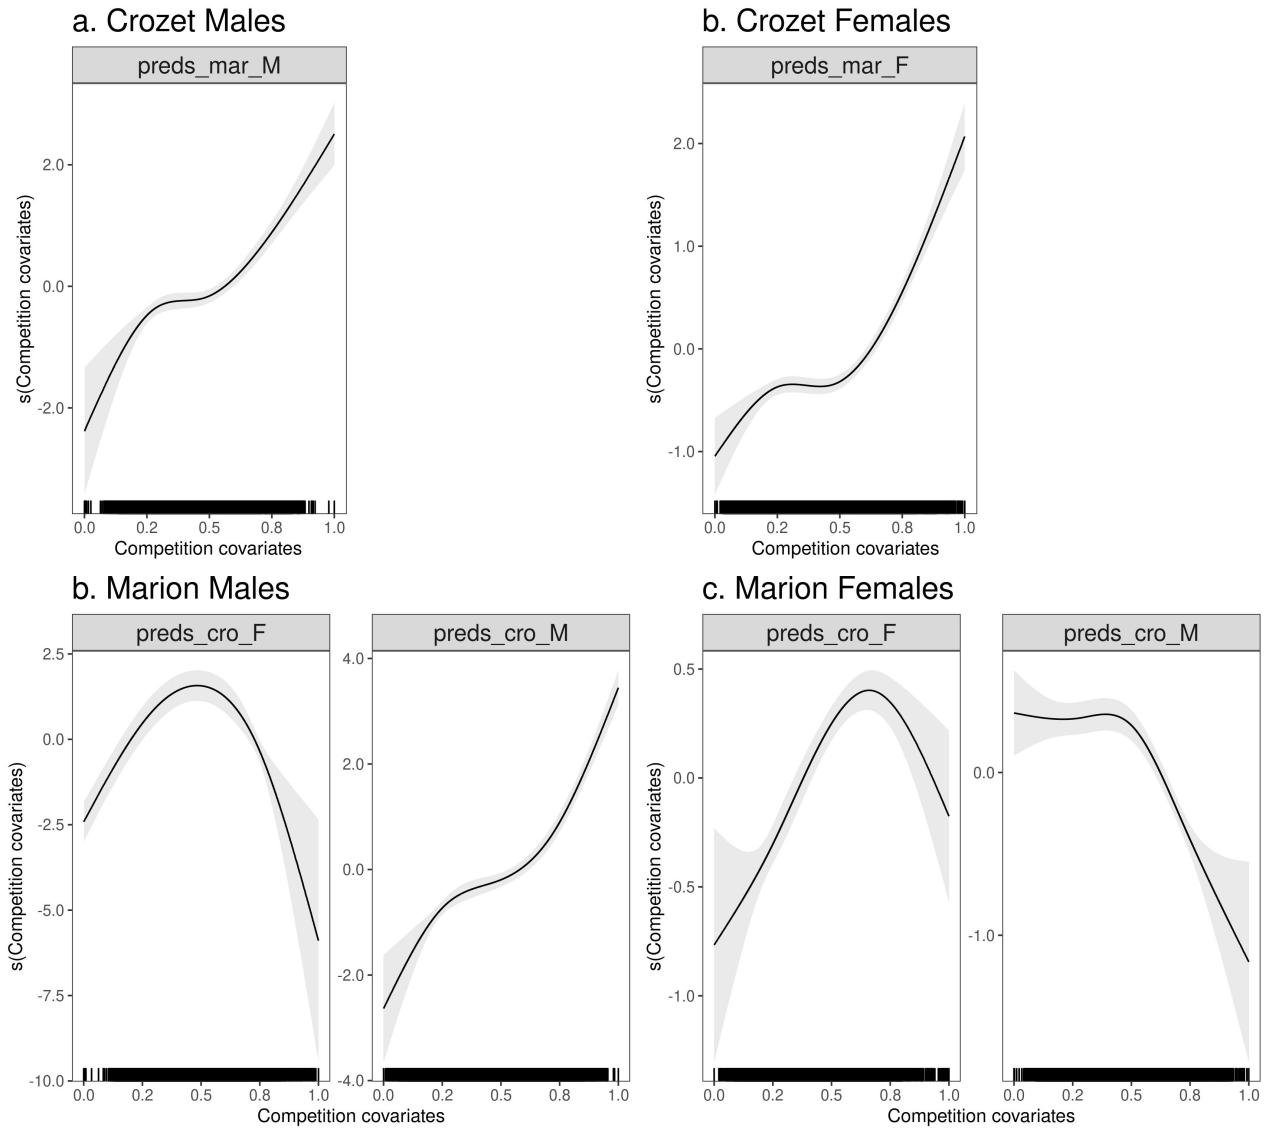 a. Crozet Males
preds_mar_M
s(Competition covariates)
2.0
0.0
-2.0
0.0 0.2 0.5 0.8 1.0
Competition covariates
b. Crozet Females
preds_mar_F
s(Competition covariates)
2.0
1.0
0.0
-1.0
0.0 0.2 0.5 0.8 1.0
Competition covariates
b. Marion Males
preds_cro_F
s(Competition covariates)
2.5
0.0
-2.5
-5.0
-7.5
-10.0
0.0 0.2 0.5 0.8 1.0
preds_cro_M
4.0
2.0
0.0
-2.0
-4.0
0.0 0.2 0.5 0.8 1.0
Competition covariates
c. Marion Females
preds_cro_F
s(Competition covariates)
0.5
0.0
-0.5
-1.0
0.0 0.2 0.5 0.8 1.0
preds_cro_M
0.0
-1.0
0.0 0.2 0.5 0.8 1.0
Competition covariates